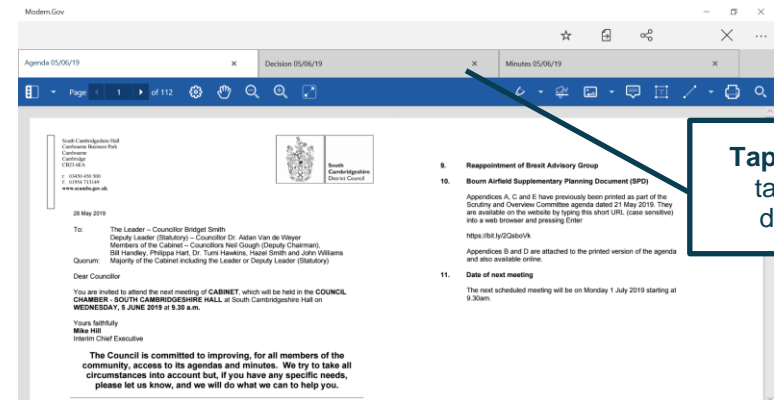 Modern.Gov
Agenda 05/06/19
Decision 05/06/19
Minutes 05/06/19
Page 1 of 112
South Cambridgeshire Hall
Cambourne Business Park
Cambourne
Cambridge
CB23 6EA
t: 03450 450 500
f: 01954 713149
www.scambs.gov.uk
South
Cambridgeshire
District Council
28 May 2019
To: The Leader – Councillor Bridget Smith
Deputy Leader (Statutory) – Councillor Dr. Aidan Van de Weyer
Members of the Cabinet – Councillors Neil Gough (Deputy Chairman),
Bill Handley, Philippa Hart, Dr. Tumi Hawkins, Hazel Smith and John Williams
Quorum: Majority of the Cabinet including the Leader or Deputy Leader (Statutory)
Dear Councillor
You are invited to attend the next meeting of CABINET, which will be held in the COUNCIL
CHAMBER - SOUTH CAMBRIDGESHIRE HALL at South Cambridgeshire Hall on
WEDNESDAY, 5 JUNE 2019 at 9.30 a.m.
Yours faithfully
Mike Hill
Interim Chief Executive
The Council is committed to improving, for all members of the
community, access to its agendas and minutes. We try to take all
circumstances into account but, if you have any specific needs,
please let us know, and we will do what we can to help you.
9. Reappointment of Brexit Advisory Group
10. Bourn Airfield Supplementary Planning Document (SPD)
Appendices A, C and E have previously been printed as part of the
Scrutiny and Overview Committee agenda dated 21 May 2019. They
are available on the website by typing this short URL (case sensitive)
into a web browser and pressing Enter
https://bit.ly/2QsboVk
Appendices B and D are attached to the printed version of the agenda
and also available online.
11. Date of next meeting
The next scheduled meeting will be on Monday 1 July 2019 starting at
9.30am.
Tap